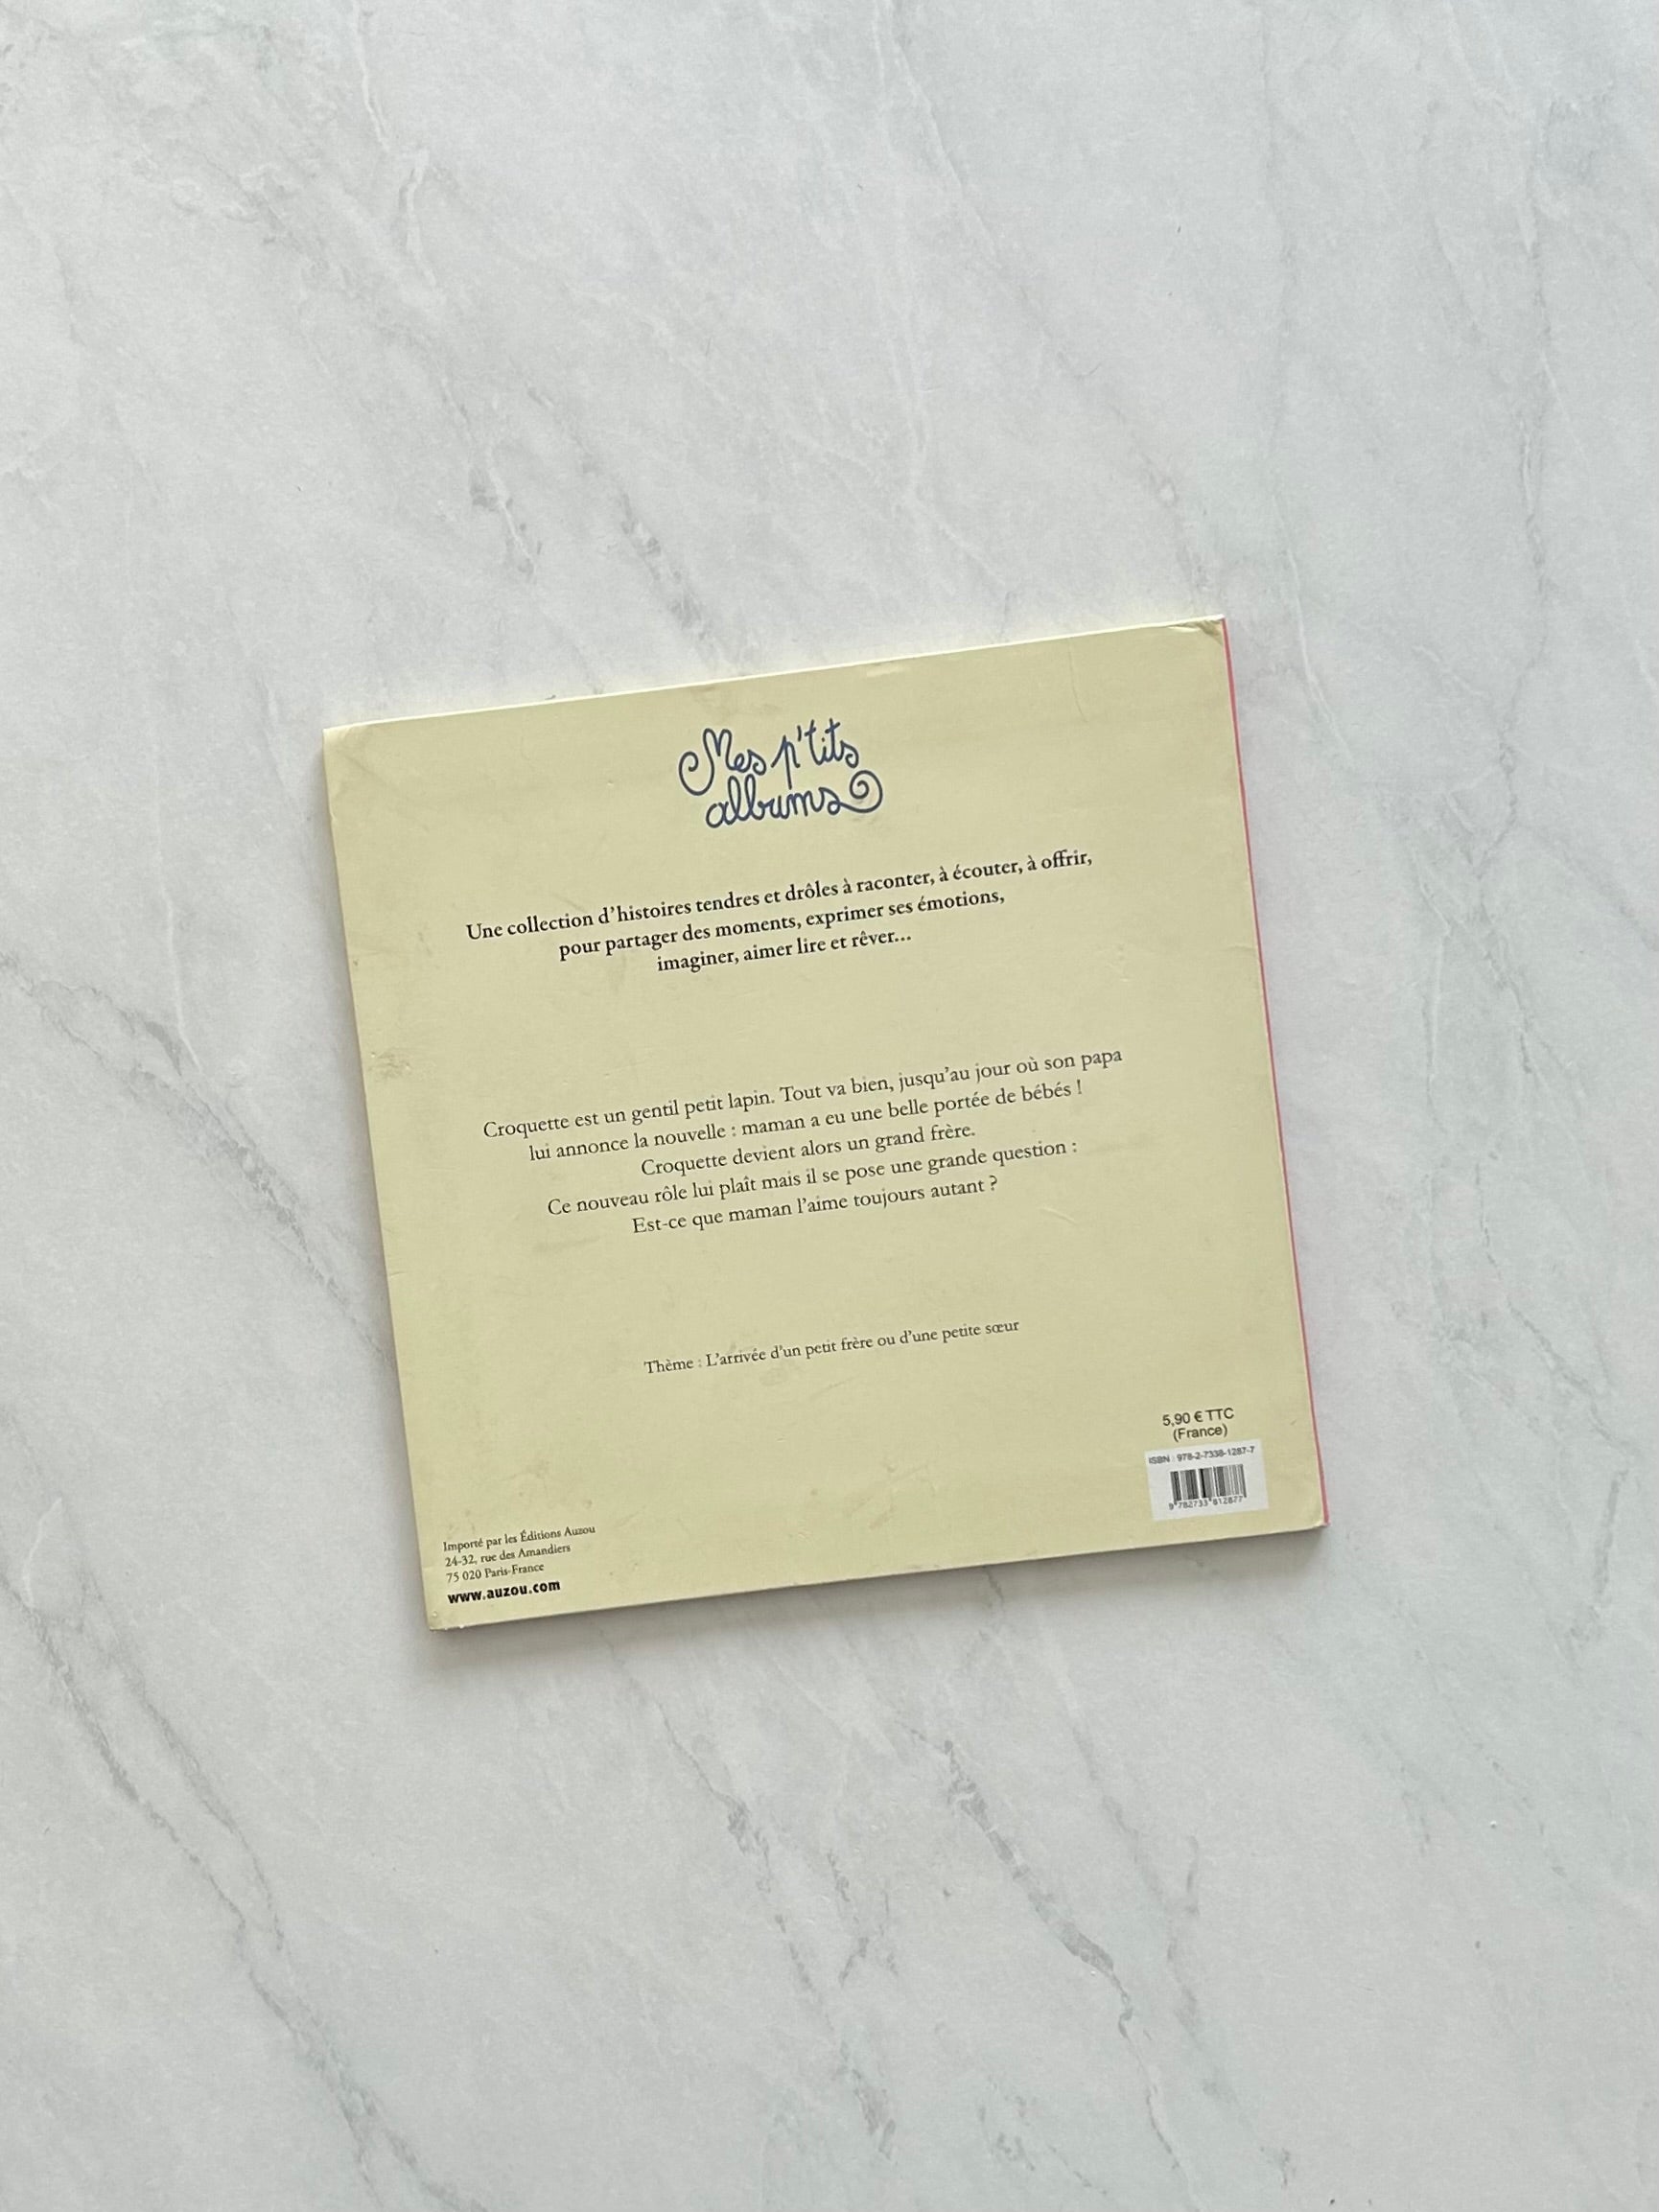 Mes p'tits
albums
Une collection d'histoires tendres et drôles à raconter, à écouter, à offrir,
pour partager des moments, exprimer ses émotions,
imaginer, aimer lire et rêver...
Croquette est un gentil petit lapin. Tout va bien, jusqu'au jour où son papa
lui annonce la nouvelle : maman a eu une belle portée de bébés !
Croquette devient alors un grand frère.
Ce nouveau rôle lui plaît mais il se pose une grande question :
Est-ce que maman l'aime toujours autant ?
Thème : L'arrivée d'un petit frère ou d'une petite sœur
5,90 € TTC
(France)
ISBN : 978-2-7338-1287-7
9 782733 812877
Importé par les Éditions Auzou
24-32, rue des Amandiers
75 020 Paris-France
www.auzou.com